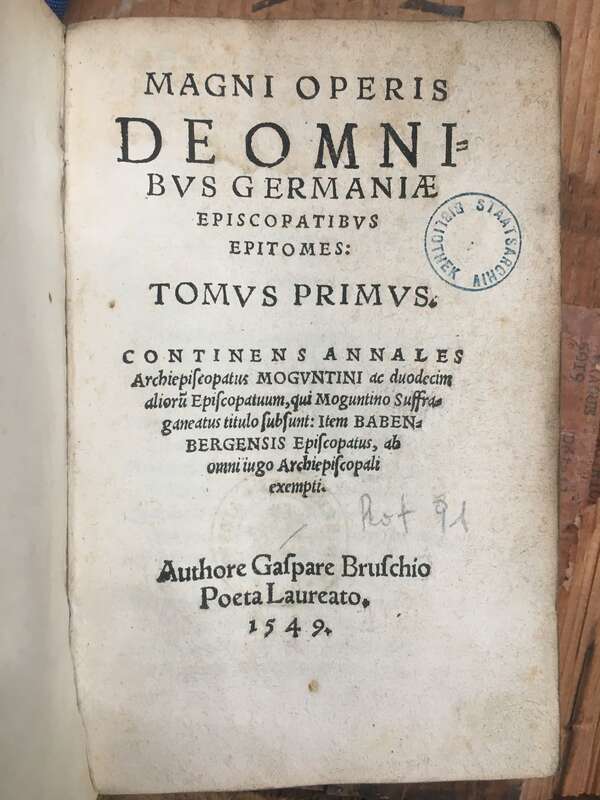 MAGNI OPERIS
DE OMNI-
BVS GERMANIÆ
EPISCOPATIBVS
EPITOMES:
TOMVS PRIMVS.
CONTINENS ANNALES
Archiepiſcopatus MOGVNTINI ac duodecim
aliorũ Epiſcopatuum, qui Moguntino Suffra-
ganeatus titulo ſubſunt: Item BABEN-
BERGENSIS Epiſcopatus, ab
omni iugo Archiepiſcopali
exempti.
Authore Gaſpare Bruſchio
Poeta Laureato.
1549.
STAATSARCHIV
BIBLIOTHEK
91